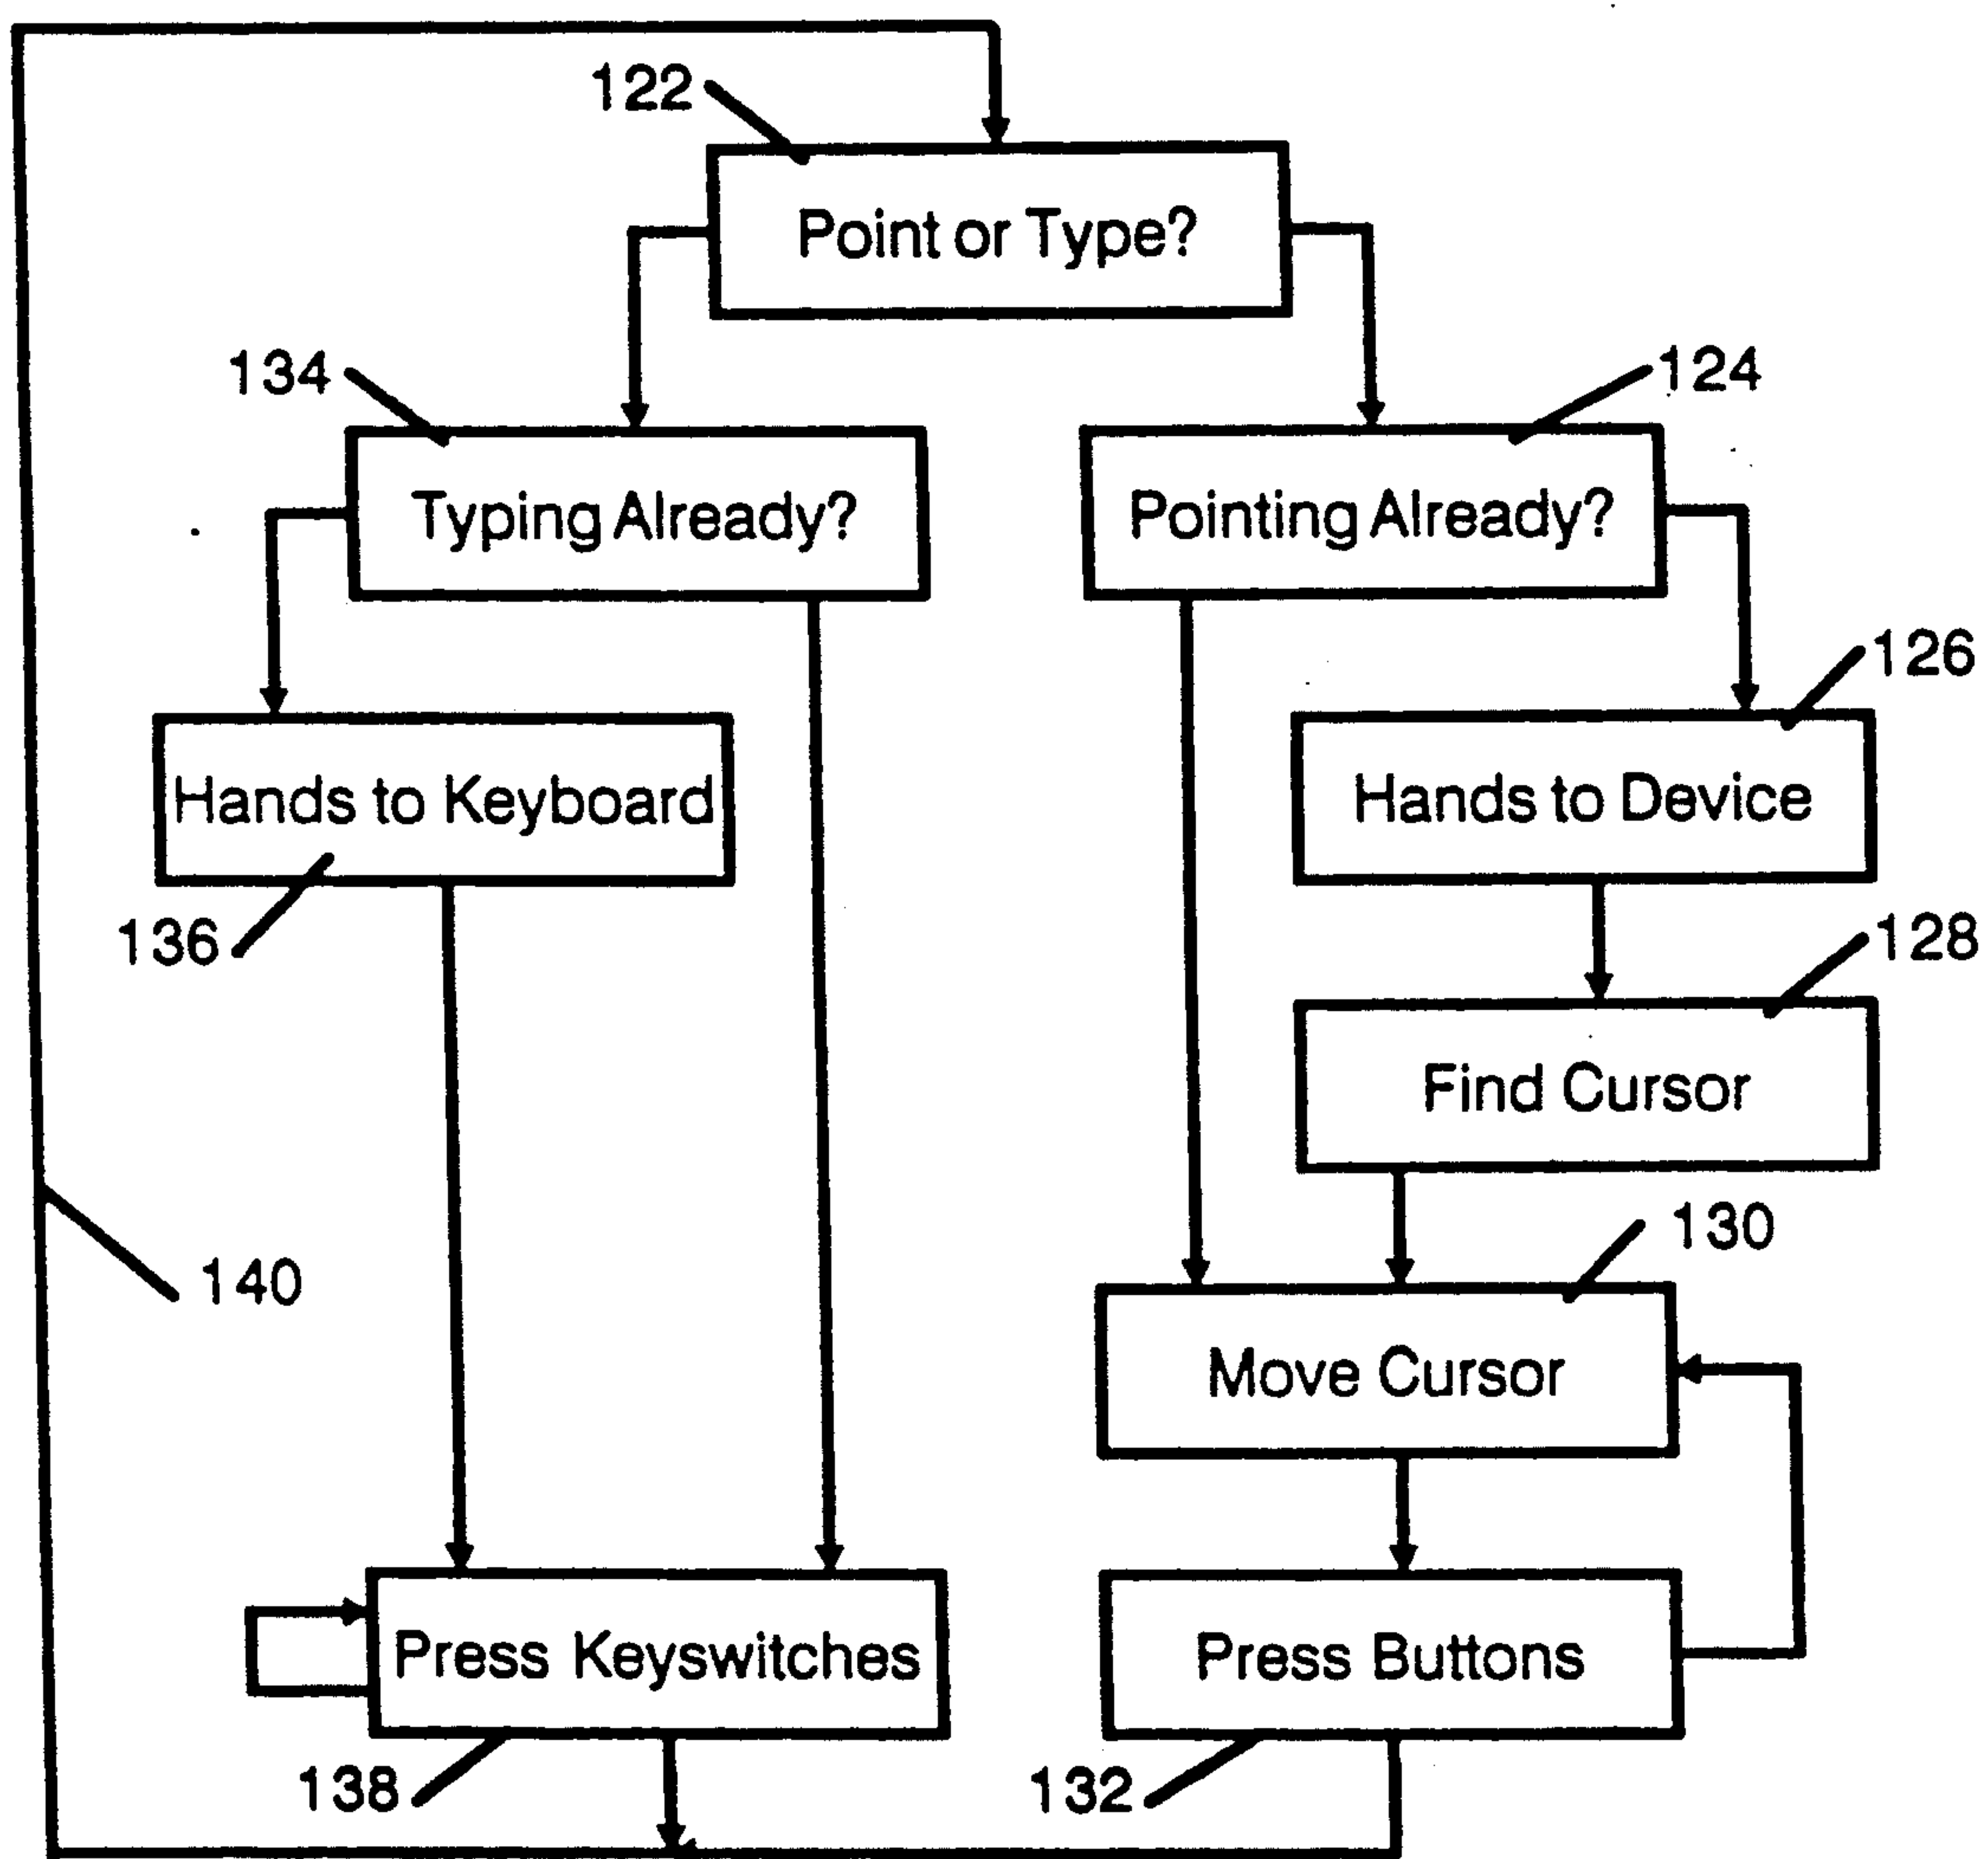 122
Point or Type?
134
124
Typing Already?
Pointing Already?
126
Hands to Keyboard
Hands to Device
136
128
Find Cursor
130
140
Move Cursor
Press Keyswitches
Press Buttons
138
132